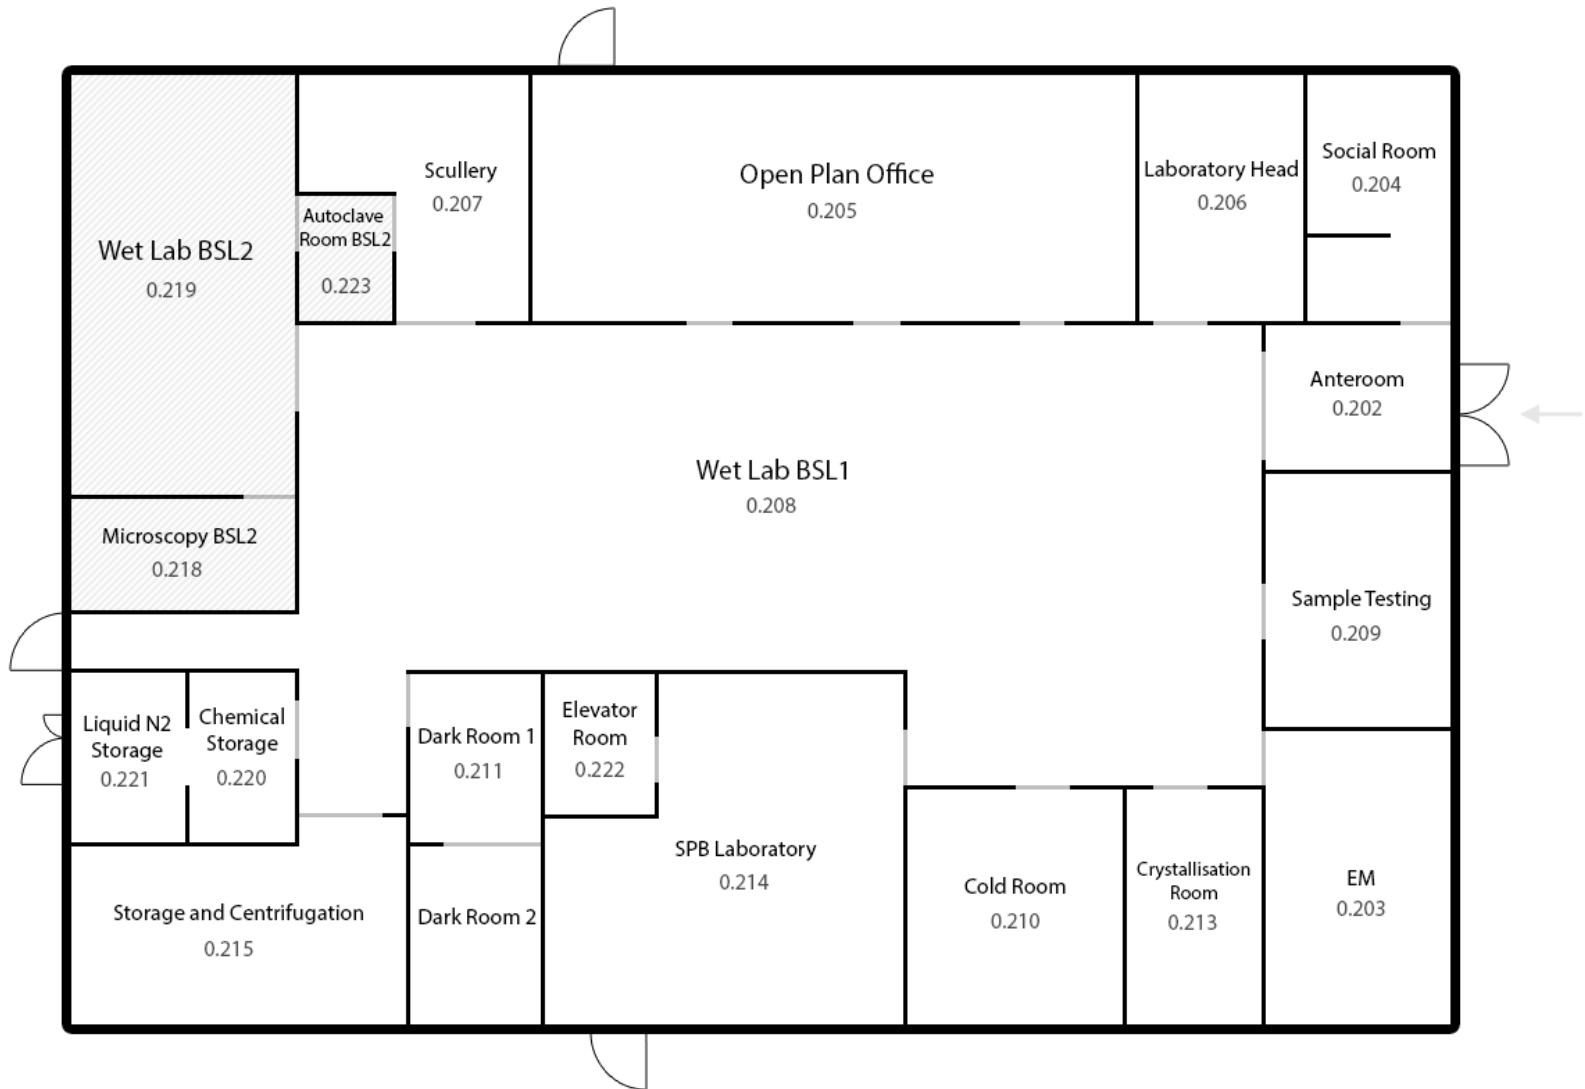 Scullery
0.207
Open Plan Office
0.205
Laboratory Head
0.206
Social Room
0.204
Autoclave
Room BSL2
0.223
Wet Lab BSL2
0.219
Anteroom
0.202
Wet Lab BSL1
0.208
Microscopy BSL2
0.218
Sample Testing
0.209
Liquid N2
Storage
0.221
Chemical
Storage
0.220
Dark Room 1
0.211
Elevator
Room
0.222
SPB Laboratory
0.214
Cold Room
0.210
Crystallisation
Room
0.213
EM
0.203
Storage and Centrifugation
0.215
Dark Room 2